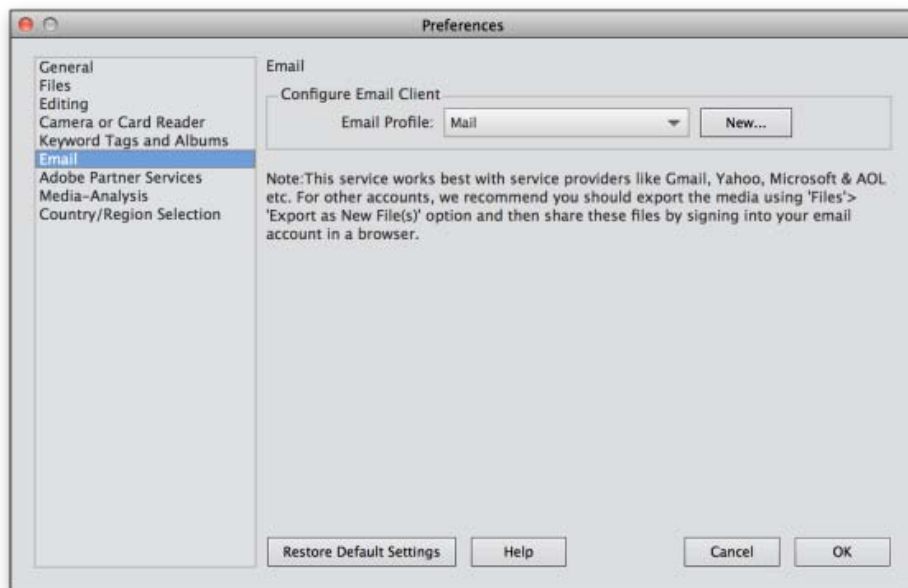 Preferences
General
Files
Editing
Camera or Card Reader
Keyword Tags and Albums
Email
Adobe Partner Services
Media-Analysis
Country/Region Selection
Email
Configure Email Client
Email Profile: Mail New...
Note:This service works best with service providers like Gmail, Yahoo, Microsoft & AOL
etc. For other accounts, we recommend you should export the media using 'Files'>
'Export as New File(s)' option and then share these files by signing into your email
account in a browser.
Restore Default Settings Help Cancel OK